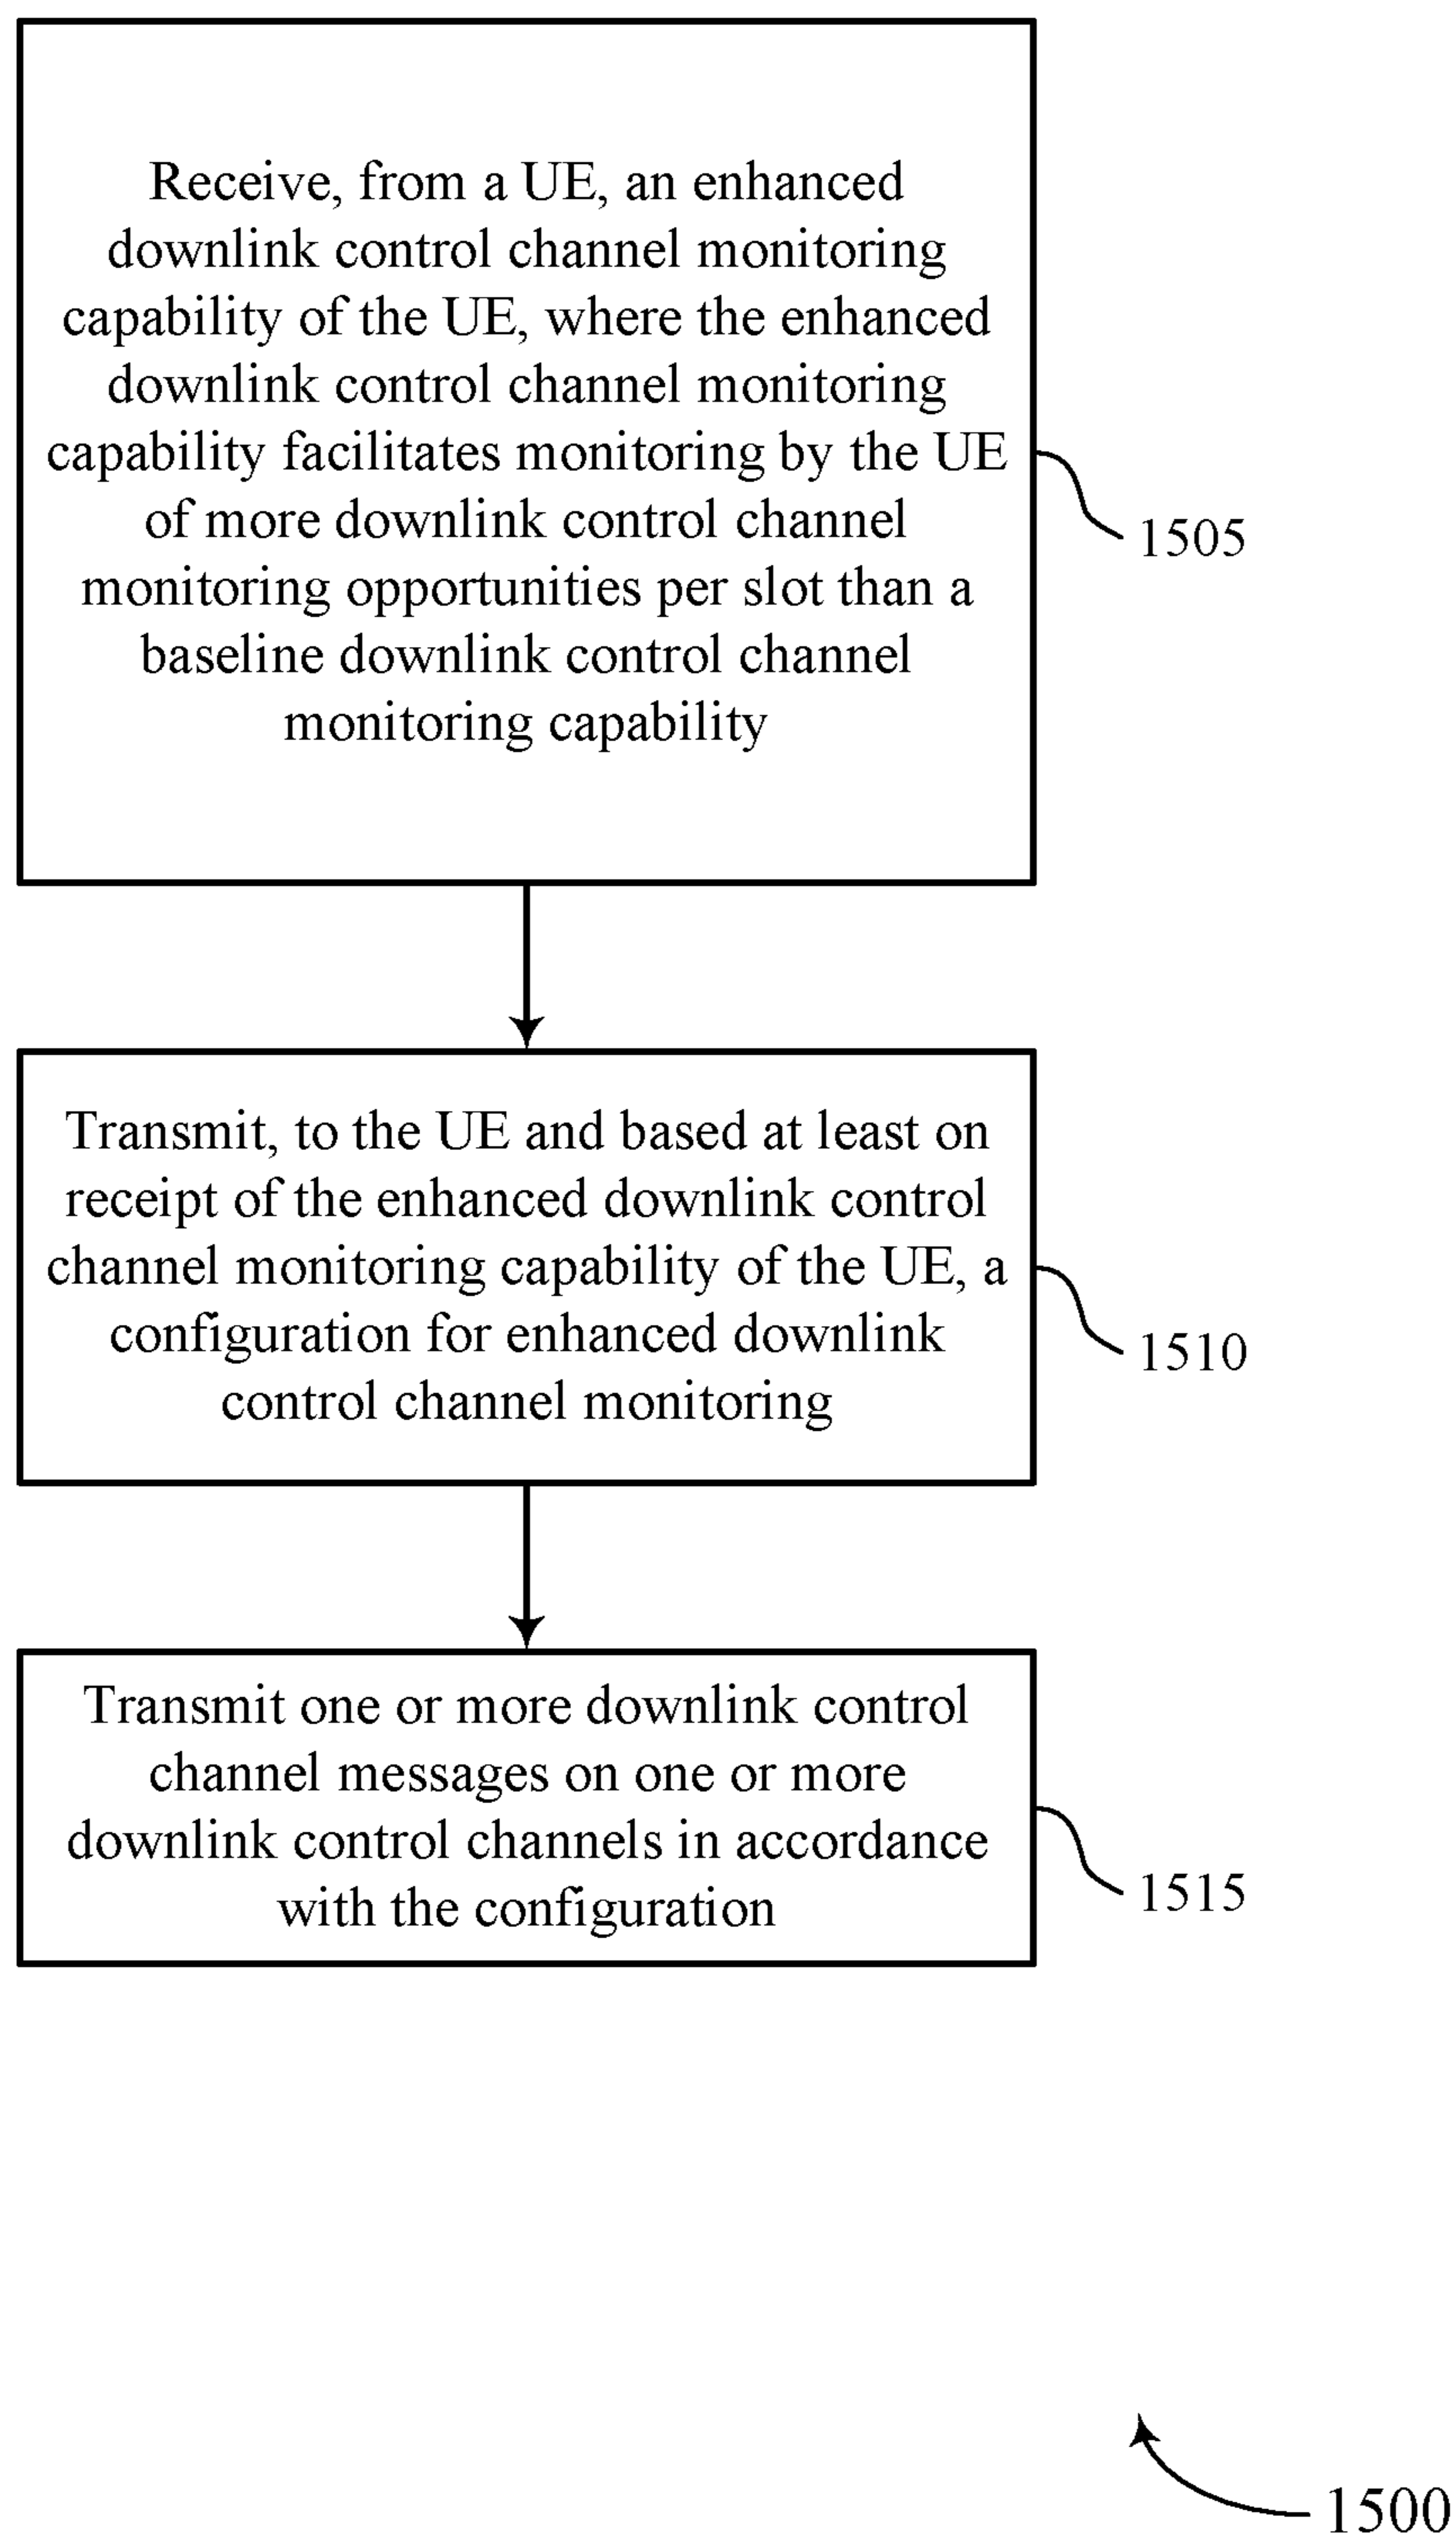 Receive, from a UE, an enhanced
downlink control channel monitoring
capability of the UE, where the enhanced
downlink control channel monitoring
capability facilitates monitoring by the UE
of more downlink control channel
monitoring opportunities per slot than a
baseline downlink control channel
monitoring capability
1505
Transmit, to the UE and based at least on
receipt of the enhanced downlink control
channel monitoring capability of the UE, a
configuration for enhanced downlink
control channel monitoring
1510
Transmit one or more downlink control
channel messages on one or more
downlink control channels in accordance
with the configuration
1515
1500